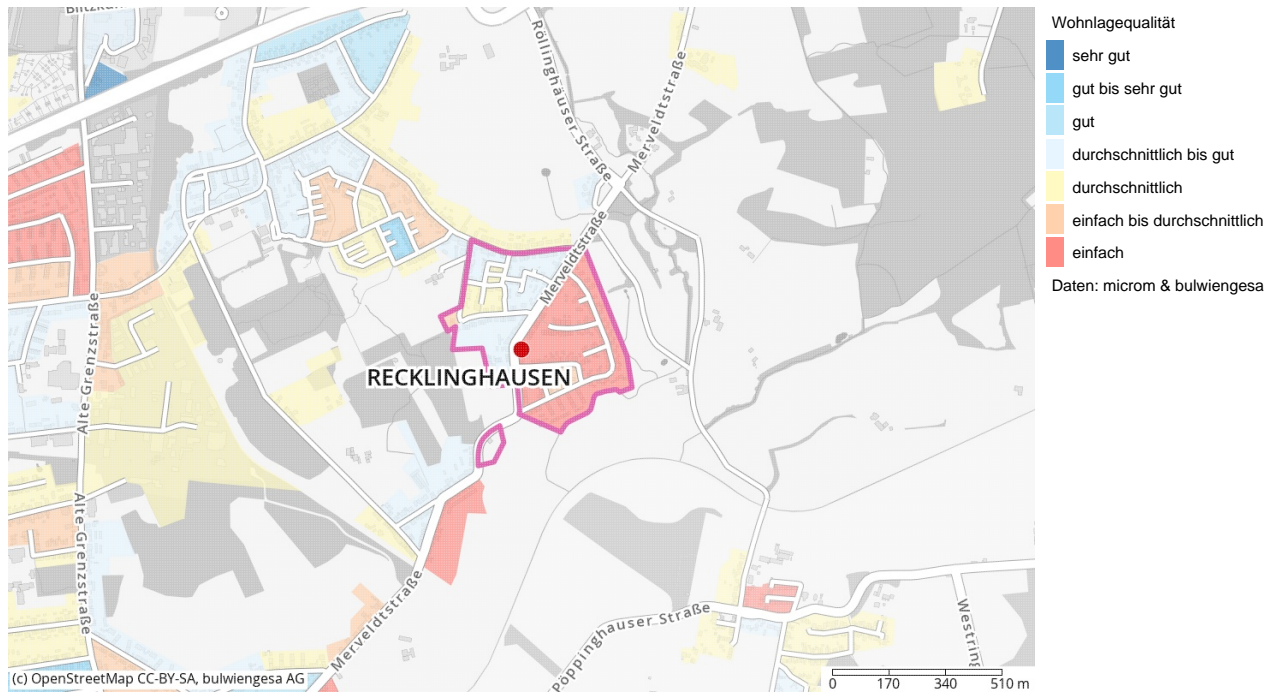 Röllinghäuser Straße
Merveldtstraße
Merveldtstraße
RECKLINGHAUSEN
Alte Grenzstraße
Alte Grenzstraße
Merveldtstraße
Pöppinghauser Straße
Westring
(c) OpenStreetMap CC-BY-SA, bulwiengesa AG
0 170 340 510 m
Wohnlagequalität
sehr gut
gut bis sehr gut
gut
durchschnittlich bis gut
durchschnittlich
einfach bis durchschnittlich
einfach
Daten: microm & bulwiengesa